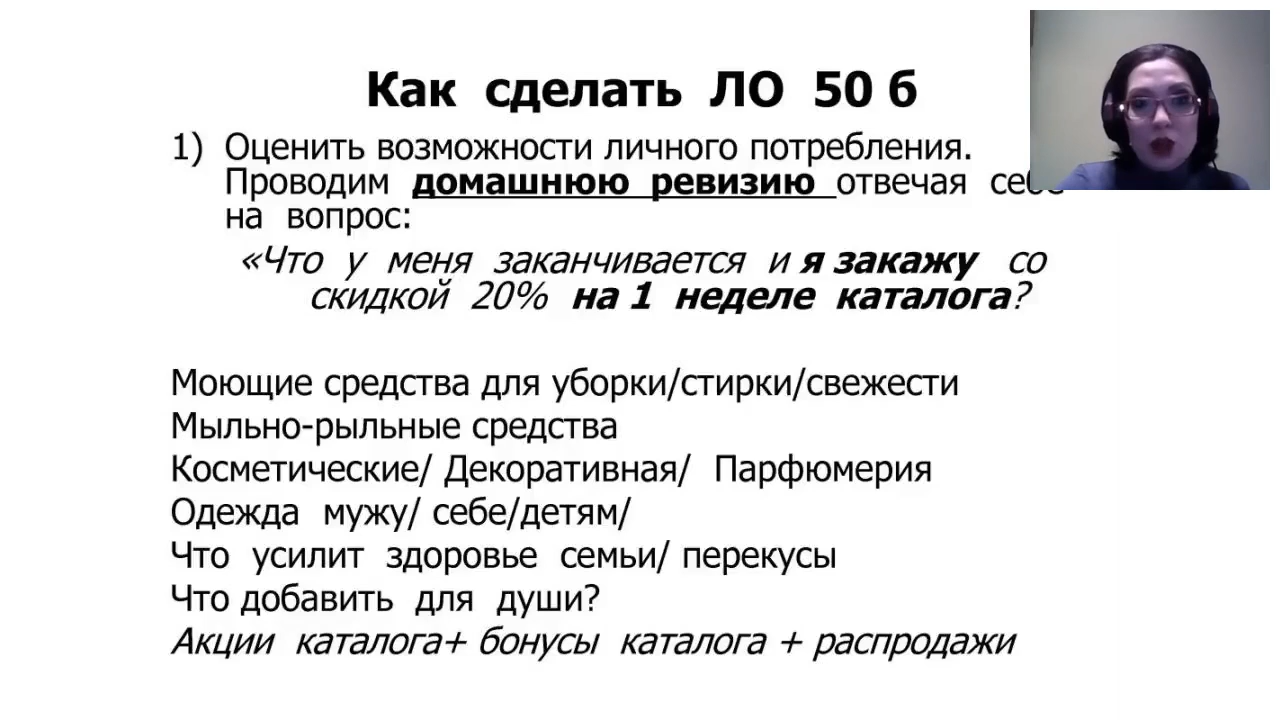 Как сделать ЛО 50 б
1) Оценить возможности личного потребления.
Проводим домашнюю ревизию отвечая себе
на вопрос:
«Что у меня заканчивается и я закажу со
скидкой 20% на 1 неделе каталога?
Моющие средства для уборки/стирки/свежести
Мыльно-рыльные средства
Косметические/ Декоративная/ Парфюмерия
Одежда мужу/ себе/детям/
Что усилит здоровье семьи/ перекусы
Что добавить для души?
Акции каталога+ бонусы каталога + распродажи